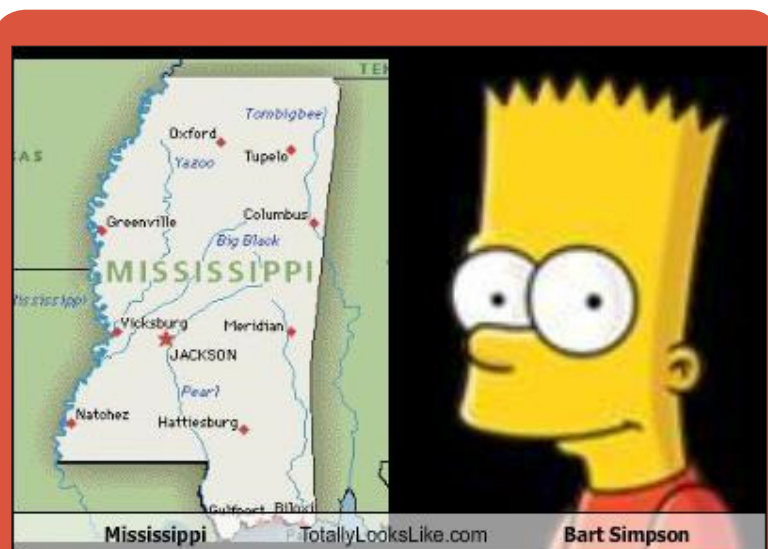 TE
Tombigbee
Oxford
AS
Yazoo
Tupelo
Greenville
Columbus
Big Black
MISSISSIPPI
Mississippi
Vicksburg
Meridian
JACKSON
Pearl
Natchez
Hattiesburg
Gulfport
Biloxi
Mississippi
TotallyLooksLike.com
Bart Simpson